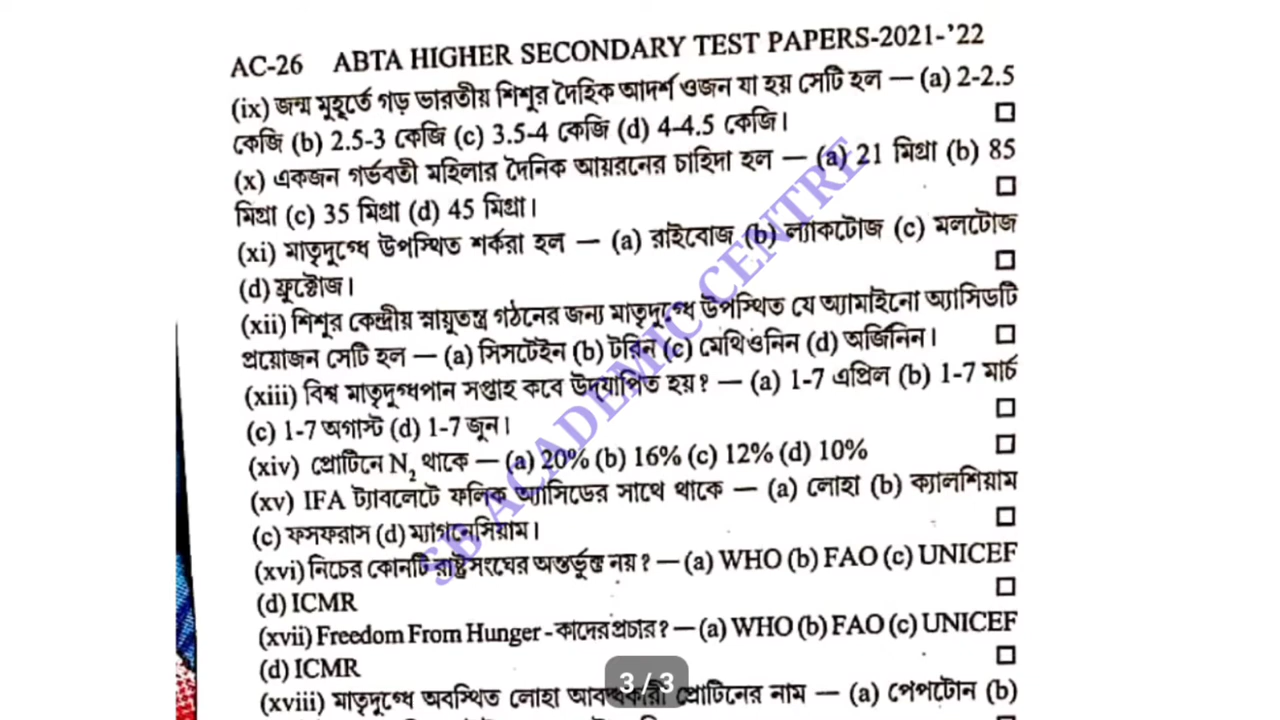 AC-26 ABTA HIGHER SECONDARY TEST PAPERS-2021-'22
(ix) জন্ম মুহূর্তে গড় ভারতীয় শিশুর দৈহিক আদর্শ ওজন যা হয় সেটি হল — (a) 2-2.5
কেজি (b) 2.5-3 কেজি (c) 3.5-4 কেজি (d) 4-4.5 কেজি।
(x) একজন গর্ভবতী মহিলার দৈনিক আয়রনের চাহিদা হল — (a) 21 মিগ্রা (b) 85
মিগ্রা (c) 35 মিগ্রা (d) 45 মিগ্রা।
(xi) মাতৃদুগ্ধে উপস্থিত শর্করা হল — (a) রাইবোজ (b) ল্যাকটোজ (c) মলটোজ
(d) ফ্রুক্টোজ।
(xii) শিশুর কেন্দ্রীয় স্নায়ুতন্ত্র গঠনের জন্য মাতৃদুগ্ধে উপস্থিত যে অ্যামাইনো অ্যাসিডটি
প্রয়োজন সেটি হল — (a) সিসটেইন (b) টরিন (c) মেথিওনিন (d) অর্জিনিন।
(xiii) বিশ্ব মাতৃদুগ্ধপান সপ্তাহ কবে উদ্‌যাপিত হয়? — (a) 1-7 এপ্রিল (b) 1-7 মার্চ
(c) 1-7 অগাস্ট (d) 1-7 জুন।
(xiv) প্রোটিনে N₂ থাকে — (a) 20% (b) 16% (c) 12% (d) 10%
(xv) IFA ট্যাবলেটে ফলিক অ্যাসিডের সাথে থাকে — (a) লোহা (b) ক্যালশিয়াম
(c) ফসফরাস (d) ম্যাগনেসিয়াম।
(xvi) নিচের কোনটি রাষ্ট্রসংঘের অন্তর্ভুক্ত নয়? — (a) WHO (b) FAO (c) UNICEF
(d) ICMR
(xvii) Freedom From Hunger - কাদের প্রচার? — (a) WHO (b) FAO (c) UNICEF
(d) ICMR
(xviii) মাতৃদুগ্ধে অবস্থিত লোহা আবদ্ধকারী প্রোটিনের নাম — (a) পেপটোন (b)
SB ACADEMIC CENTRE
3 / 3